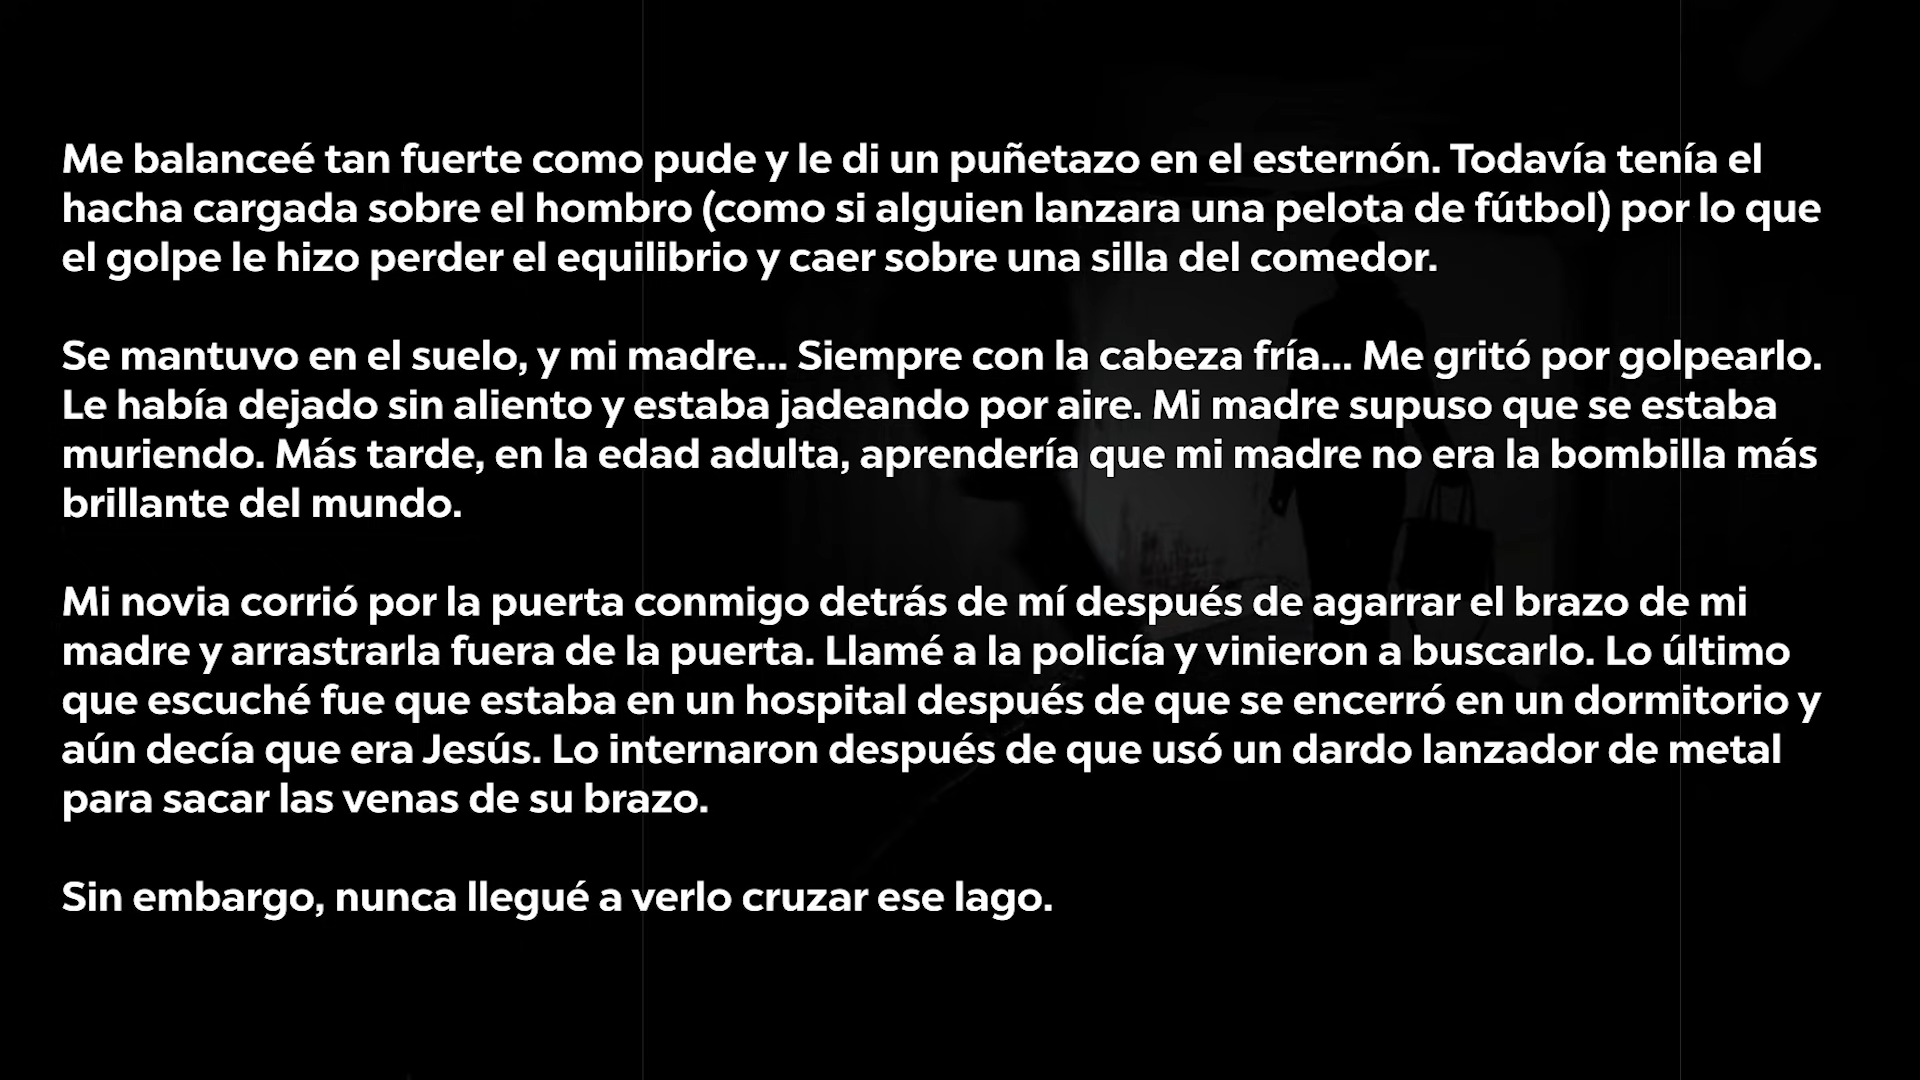 Me balanceé tan fuerte como pude y le di un puñetazo en el esternón. Todavía tenía el
hacha cargada sobre el hombro (como si alguien lanzara una pelota de fútbol) por lo que
el golpe le hizo perder el equilibrio y caer sobre una silla del comedor.
Se mantuvo en el suelo, y mi madre... Siempre con la cabeza fría... Me gritó por golpearlo.
Le había dejado sin aliento y estaba jadeando por aire. Mi madre supuso que se estaba
muriendo. Más tarde, en la edad adulta, aprendería que mi madre no era la bombilla más
brillante del mundo.
Mi novia corrió por la puerta conmigo detrás de mí después de agarrar el brazo de mi
madre y arrastrarla fuera de la puerta. Llamé a la policía y vinieron a buscarlo. Lo último
que escuché fue que estaba en un hospital después de que se encerró en un dormitorio y
aún decía que era Jesús. Lo internaron después de que usó un dardo lanzador de metal
para sacar las venas de su brazo.
Sin embargo, nunca llegué a verlo cruzar ese lago.